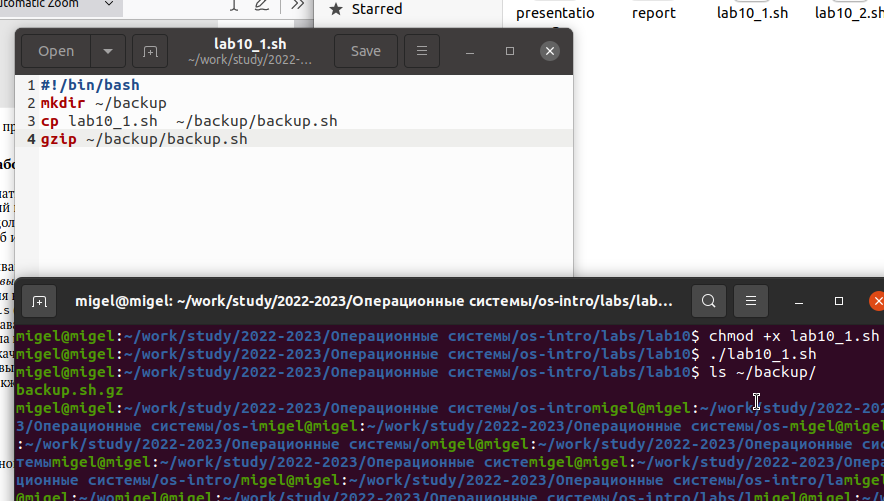 utomatic Zoom
Starred
presentatio
report
lab10_1.sh
lab10_2.sh
Open
lab10_1.sh
~/work/study/2022-...
Save
1 #!/bin/bash
2 mkdir ~/backup
3 cp lab10_1.sh  ~/backup/backup.sh
4 gzip ~/backup/backup.sh
migel@migel: ~/work/study/2022-2023/Операционные системы/os-intro/labs/lab...
migel@migel:~/work/study/2022-2023/Операционные системы/os-intro/labs/lab10$ chmod +x lab10_1.sh
migel@migel:~/work/study/2022-2023/Операционные системы/os-intro/labs/lab10$ ./lab10_1.sh
migel@migel:~/work/study/2022-2023/Операционные системы/os-intro/labs/lab10$ ls ~/backup/
backup.sh.gz
migel@migel:~/work/study/2022-2023/Операционные системы/os-intromigel@migel:~/work/study/2022-202
3/Операционные системы/os-imigel@migel:~/work/study/2022-2023/Операционные системы/os-migel@migel
:~/work/study/2022-2023/Операционные системы/omigel@migel:~/work/study/2022-2023/Операционные сис
темыmigel@migel:~/work/study/2022-2023/Операционные системigel@migel:~/work/study/2022-2023/Опера
ционные системы/os-intro/migel@migel:~/work/study/2022-2023/Операционные системы/os-intro/lamigel
@migel:~/womigel@migel:~/work/study/2022-2023/Операционные системы/os-intro/labs/lmigel@migel:~/